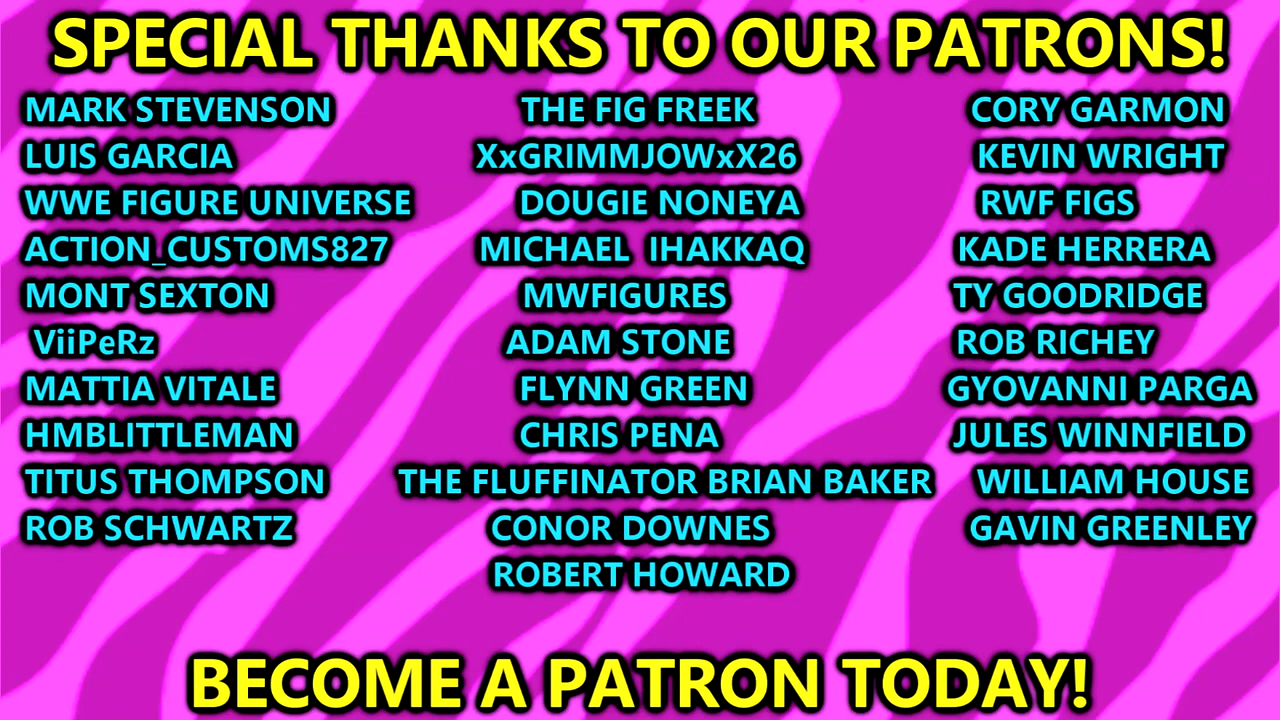 SPECIAL THANKS TO OUR PATRONS!
MARK STEVENSON THE FIG FREEK CORY GARMON
LUIS GARCIA XxGRIMMJOWxX26 KEVIN WRIGHT
WWE FIGURE UNIVERSE DOUGIE NONEYA RWF FIGS
ACTION_CUSTOMS827 MICHAEL IHAKKAQ KADE HERRERA
MONT SEXTON MWFIGURES TY GOODRIDGE
ViiPeRz ADAM STONE ROB RICHEY
MATTIA VITALE FLYNN GREEN GYOVANNI PARGA
HMBLITTLEMAN CHRIS PENA JULES WINNFIELD
TITUS THOMPSON THE FLUFFINATOR BRIAN BAKER WILLIAM HOUSE
ROB SCHWARTZ CONOR DOWNES GAVIN GREENLEY
ROBERT HOWARD
BECOME A PATRON TODAY!